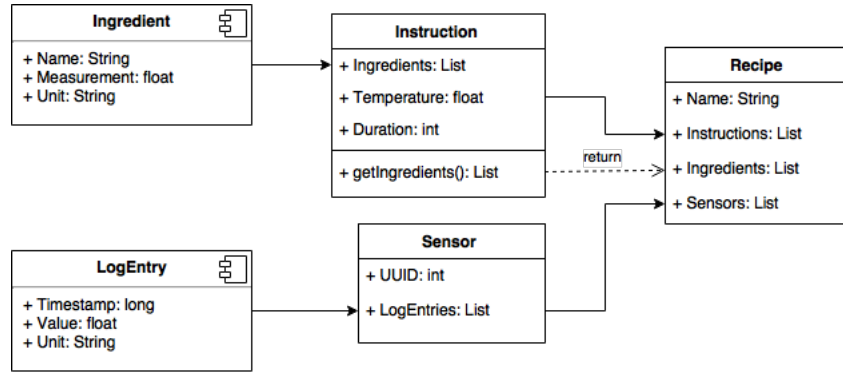 Ingredient
+ Name: String
+ Measurement: float
+ Unit: String
Instruction
+ Ingredients: List
+ Temperature: float
+ Duration: int
+ getIngredients(): List
return
Recipe
+ Name: String
+ Instructions: List
+ Ingredients: List
+ Sensors: List
LogEntry
+ Timestamp: long
+ Value: float
+ Unit: String
Sensor
+ UUID: int
+ LogEntries: List